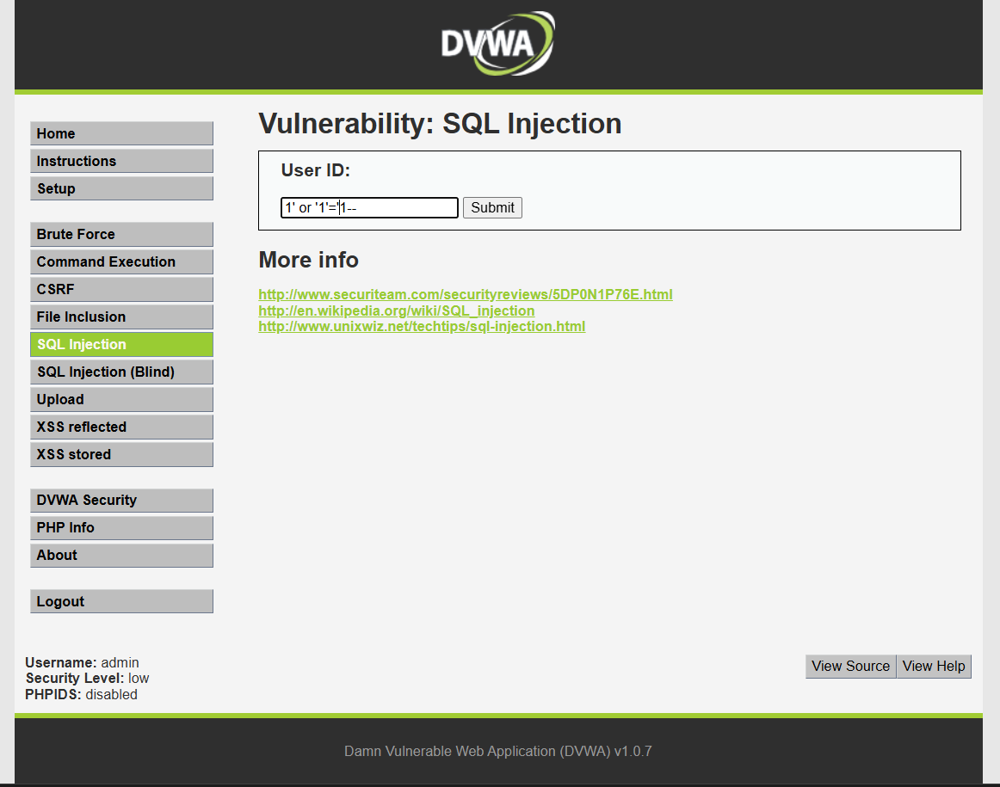 DVWA
Home
Instructions
Setup
Brute Force
Command Execution
CSRF
File Inclusion
SQL Injection
SQL Injection (Blind)
Upload
XSS reflected
XSS stored
DVWA Security
PHP Info
About
Logout
Vulnerability: SQL Injection
User ID:
1' or '1'='1-- Submit
More info
http://www.securiteam.com/securityreviews/5DP0N1P76E.html
http://en.wikipedia.org/wiki/SQL_injection
http://www.unixwiz.net/techtips/sql-injection.html
Username: admin
Security Level: low
PHPIDS: disabled
View Source View Help
Damn Vulnerable Web Application (DVWA) v1.0.7